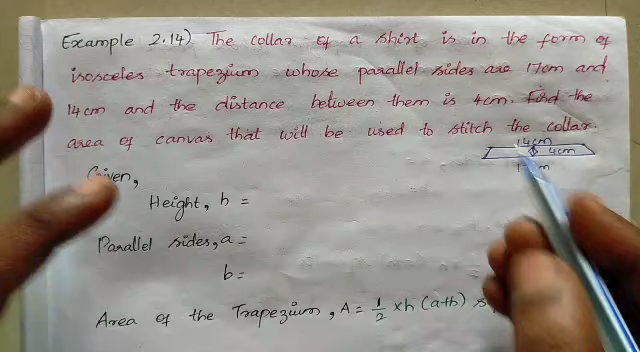 Example 2.14) The collar of a shirt is in the form of
isosceles trapezium whose parallel sides are 17cm and
14cm and the distance between them is 4cm. Find the
area of canvas that will be used to stitch the collar.
14cm
4cm
Given,
Height, h =
Parallel sides, a =
b =
Area of the Trapezium, A = 1/2 × h (a+b)